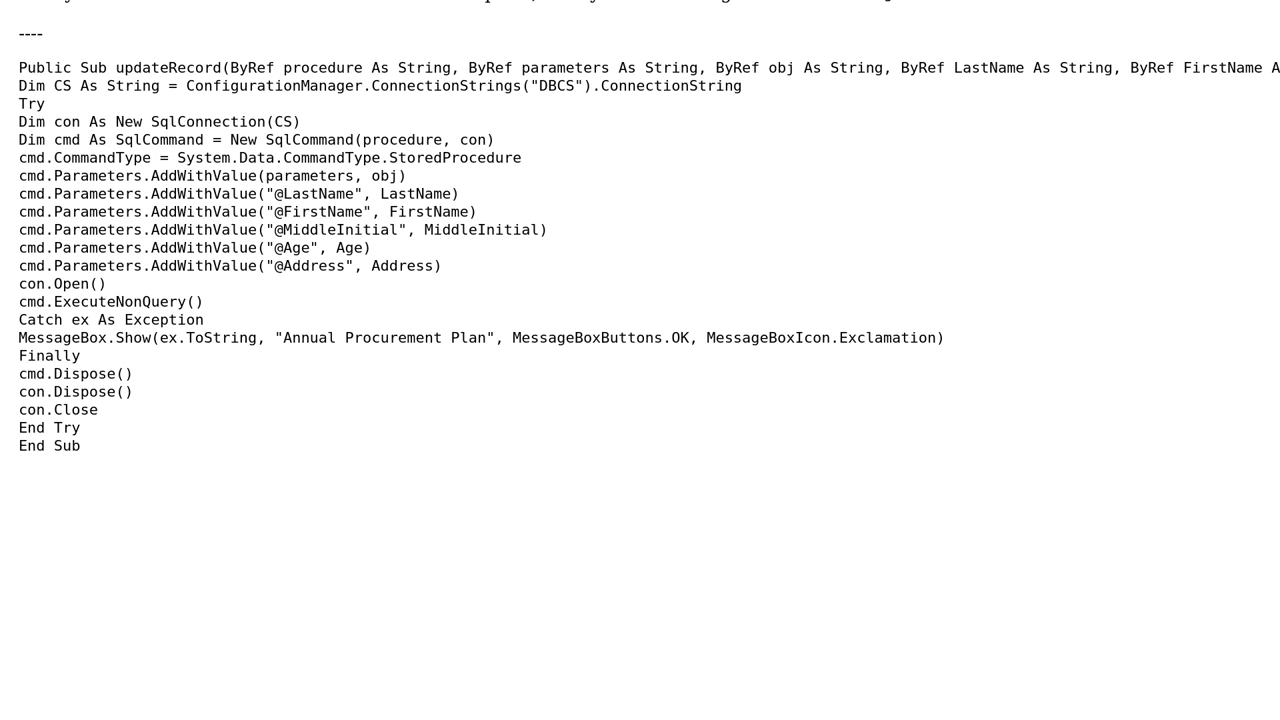 ----
Public Sub updateRecord(ByRef procedure As String, ByRef parameters As String, ByRef obj As String, ByRef LastName As String, ByRef FirstName A
Dim CS As String = ConfigurationManager.ConnectionStrings("DBCS").ConnectionString
Try
Dim con As New SqlConnection(CS)
Dim cmd As SqlCommand = New SqlCommand(procedure, con)
cmd.CommandType = System.Data.CommandType.StoredProcedure
cmd.Parameters.AddWithValue(parameters, obj)
cmd.Parameters.AddWithValue("@LastName", LastName)
cmd.Parameters.AddWithValue("@FirstName", FirstName)
cmd.Parameters.AddWithValue("@MiddleInitial", MiddleInitial)
cmd.Parameters.AddWithValue("@Age", Age)
cmd.Parameters.AddWithValue("@Address", Address)
con.Open()
cmd.ExecuteNonQuery()
Catch ex As Exception
MessageBox.Show(ex.ToString, "Annual Procurement Plan", MessageBoxButtons.OK, MessageBoxIcon.Exclamation)
Finally
cmd.Dispose()
con.Dispose()
con.Close
End Try
End Sub